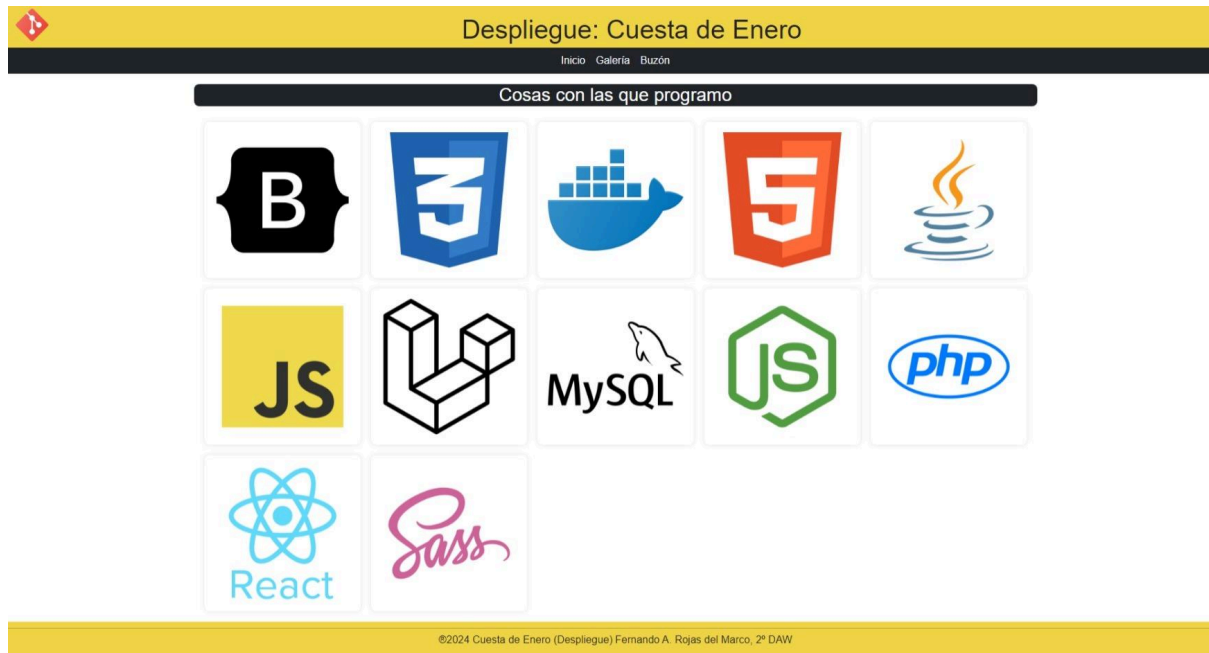 Despliegue: Cuesta de Enero
Inicio Galería Buzón
Cosas con las que programo
B
3
5
JS
MySQL
JS
php
React
Sass
®2024 Cuesta de Enero (Despliegue) Fernando A. Rojas del Marco, 2º DAW